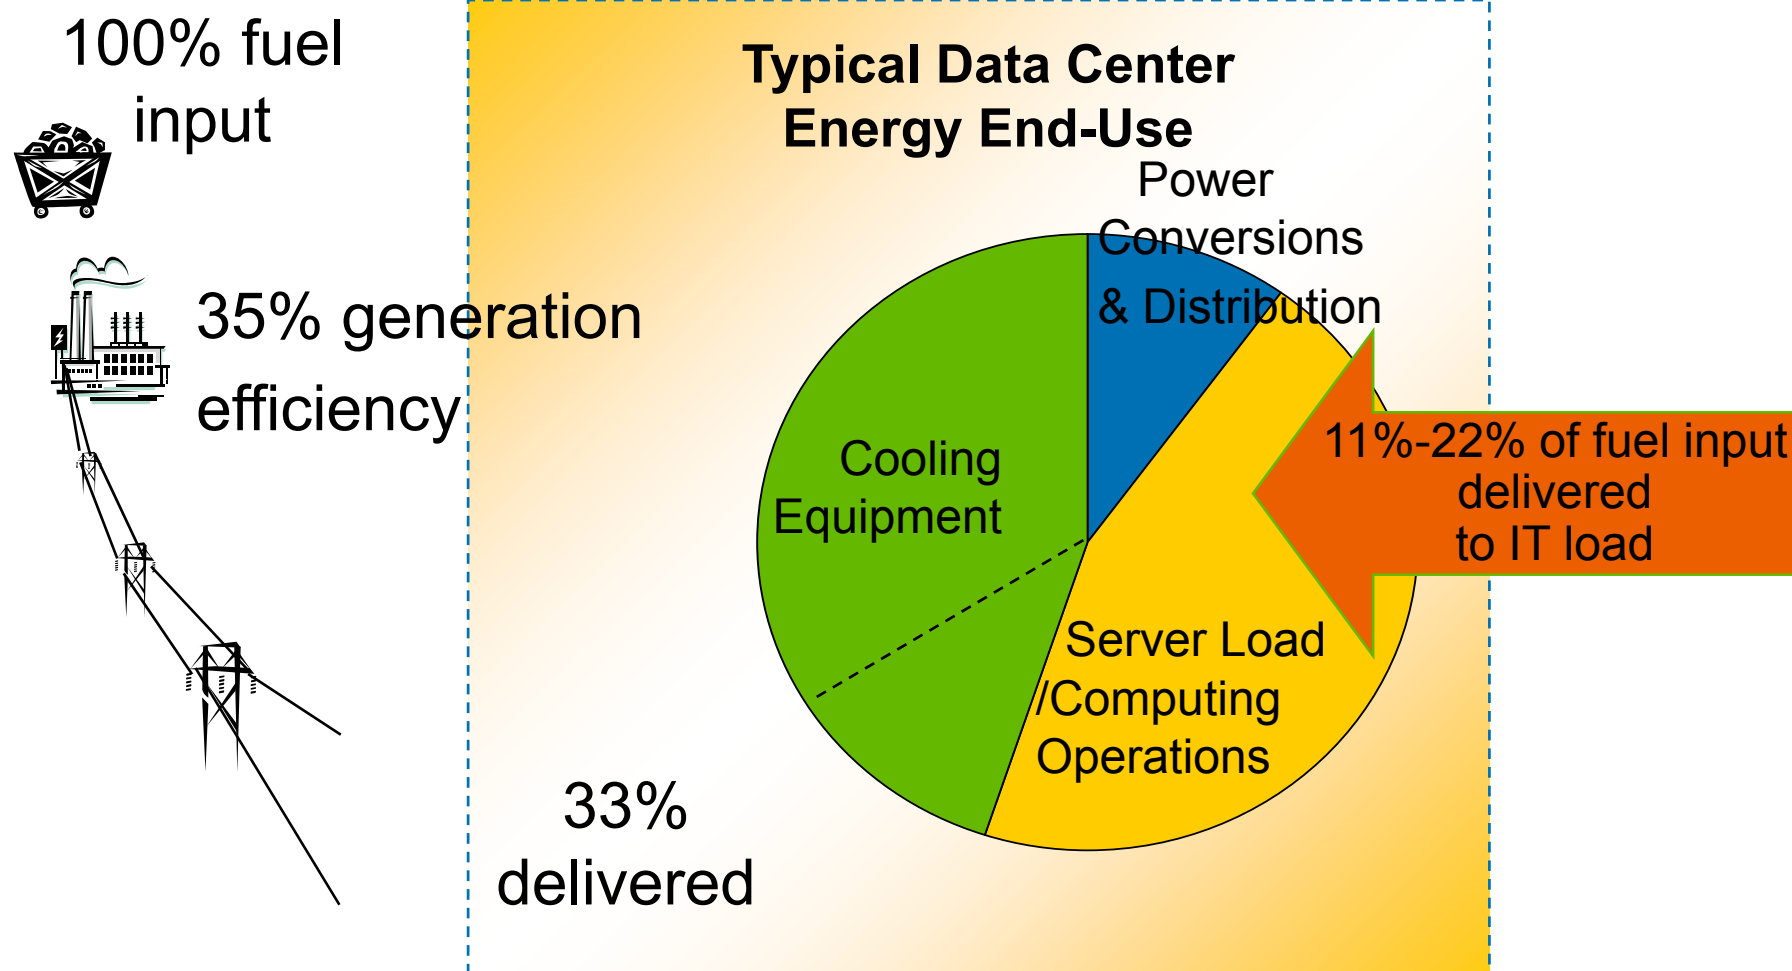 100% fuel
input
35% generation
efficiency
33%
delivered
Typical Data Center
Energy End-Use
Power
Conversions
& Distribution
Cooling
Equipment
Server Load
/Computing
Operations
11%-22% of fuel input
delivered
to IT load